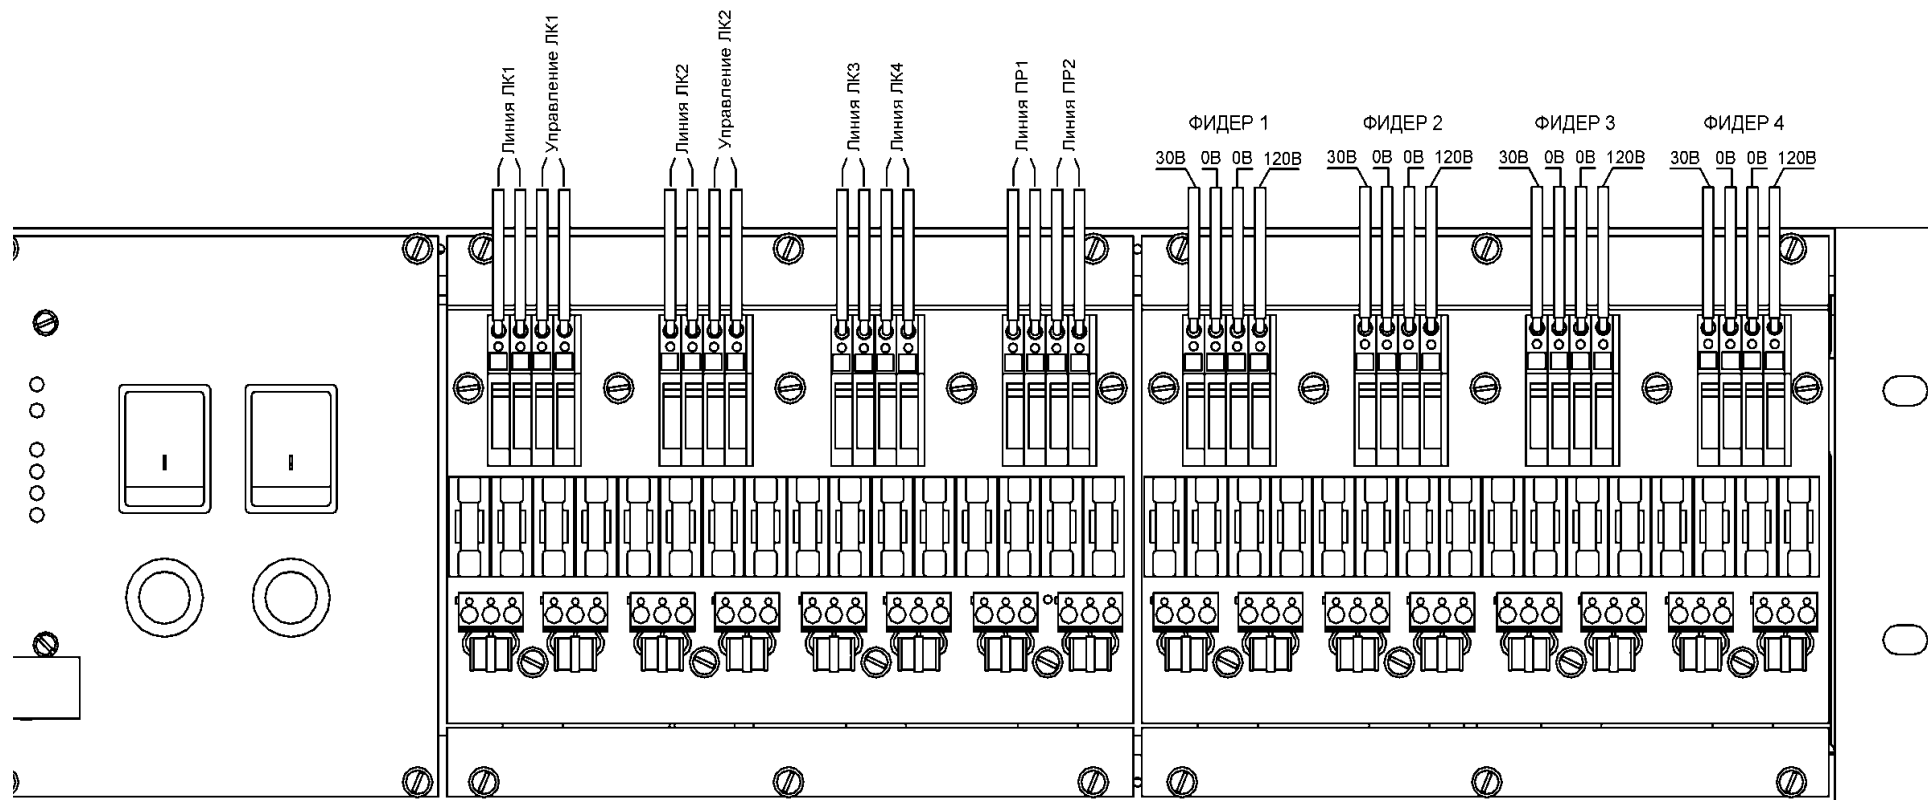 Линия ЛК1
Управление ЛК1
Линия ЛК2
Управление ЛК2
Линия ЛК3
Линия ЛК4
Линия ПР1
Линия ПР2
ФИДЕР 1
30В 0В 0В 120В
ФИДЕР 2
30В 0В 0В 120В
ФИДЕР 3
30В 0В 0В 120В
ФИДЕР 4
30В 0В 0В 120В